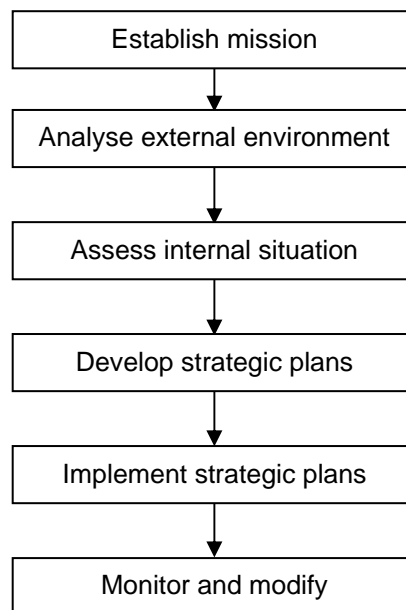 Establish mission
Analyse external environment
Assess internal situation
Develop strategic plans
Implement strategic plans
Monitor and modify